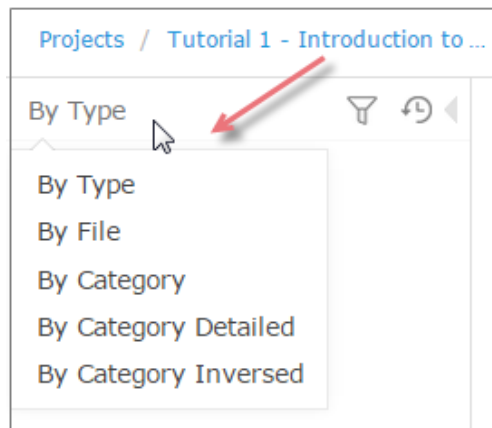 Projects / Tutorial 1 - Introduction to ...
By Type
By Type
By File
By Category
By Category Detailed
By Category Inversed